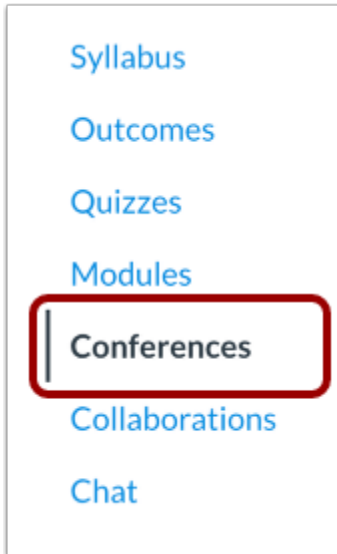 Syllabus
Outcomes
Quizzes
Modules
Conferences
Collaborations
Chat